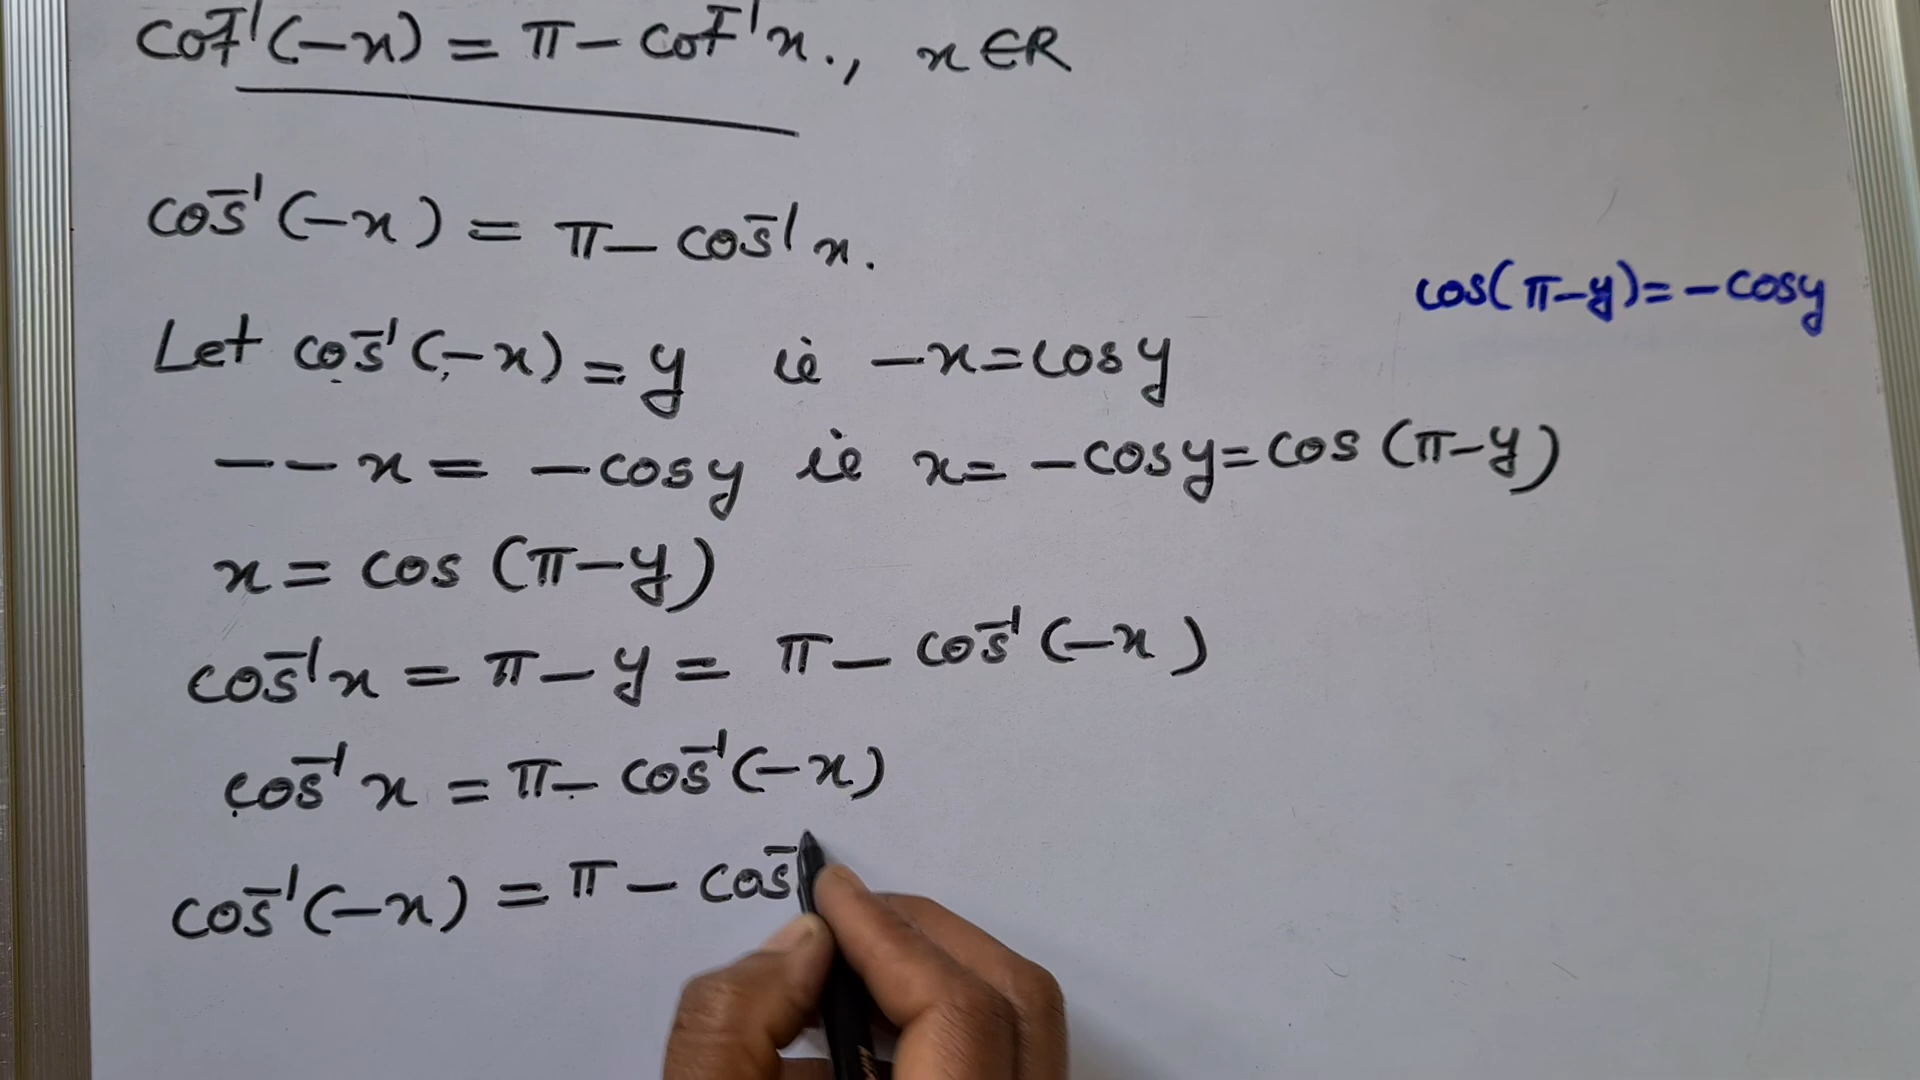 cot⁻¹(-x) = π - cot⁻¹x., x ∈ R
cos⁻¹(-x) = π - cos⁻¹x.
cos(π-y) = -cosy
Let cos⁻¹(-x) = y ie -x = cosy
--x = -cosy ie x = -cosy = cos(π-y)
x = cos(π-y)
cos⁻¹x = π - y = π - cos⁻¹(-x)
cos⁻¹x = π - cos⁻¹(-x)
cos⁻¹(-x) = π - cos⁻